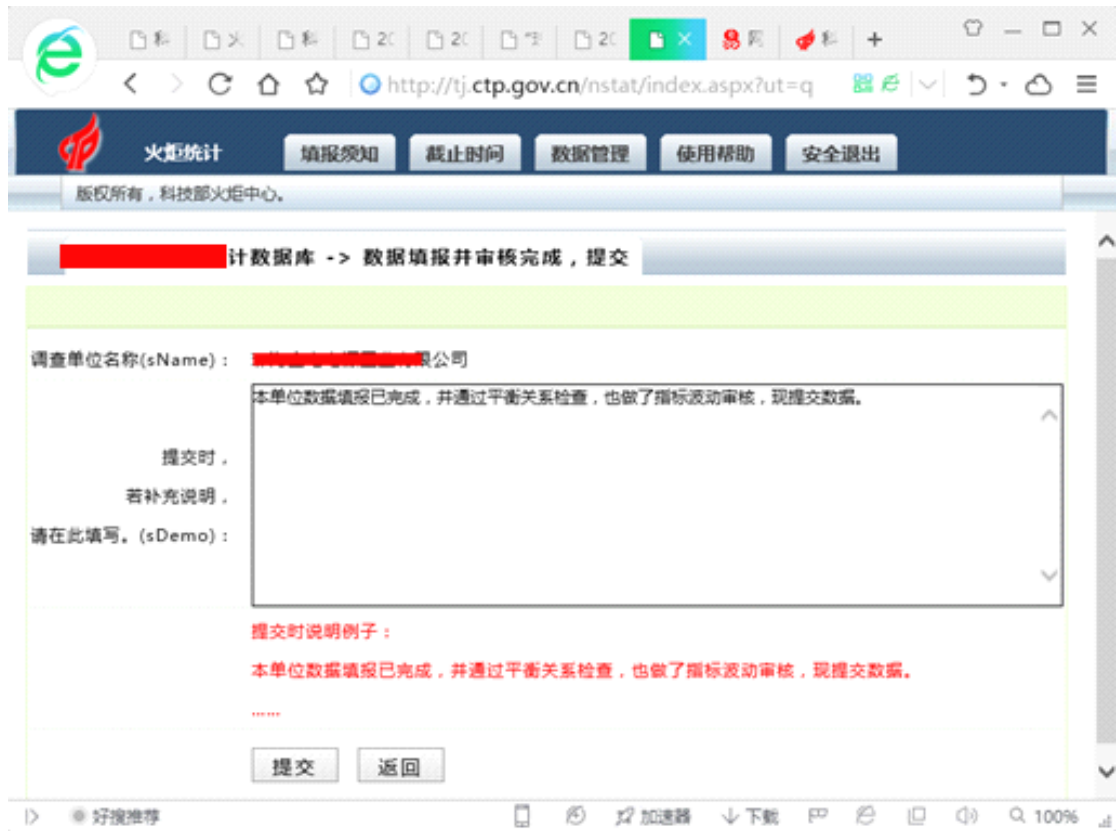 科 火 科 20 20 20 网 科
http://tj.ctp.gov.cn/nstat/index.aspx?ut=q
火炬统计 填报须知 截止时间 数据管理 使用帮助 安全退出
版权所有，科技部火炬中心。
计数据库 -> 数据填报并审核完成，提交
调查单位名称(sName)： 限公司
本单位数据填报已完成，并通过平衡关系检查，也做了指标波动审核，现提交数据。
提交时，
若补充说明，
请在此填写。(sDemo)：
提交时说明例子：
本单位数据填报已完成，并通过平衡关系检查，也做了指标波动审核，现提交数据。
……
提交 返回
好搜推荐 加速器 下载 100%